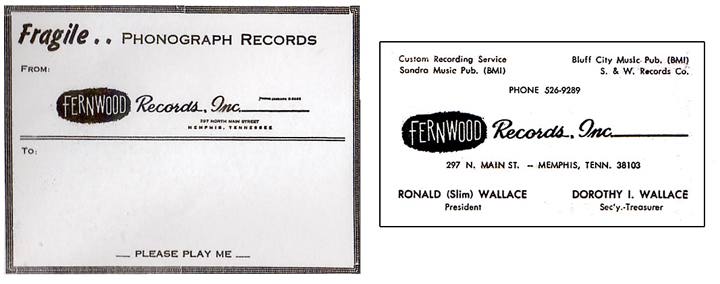 Fragile.. PHONOGRAPH RECORDS
FROM:
FERNWOOD Records, Inc.
297 NORTH MAIN STREET
MEMPHIS, TENNESSEE
TO:
PLEASE PLAY ME
Custom Recording Service
Sandra Music Pub. (BMI)
Bluff City Music Pub. (BMI)
S. & W. Records Co.
PHONE 526-9289
FERNWOOD Records, Inc.
297 N. MAIN ST. -- MEMPHIS, TENN. 38103
RONALD (Slim) WALLACE
President
DOROTHY I. WALLACE
Sec'y.-Treasurer